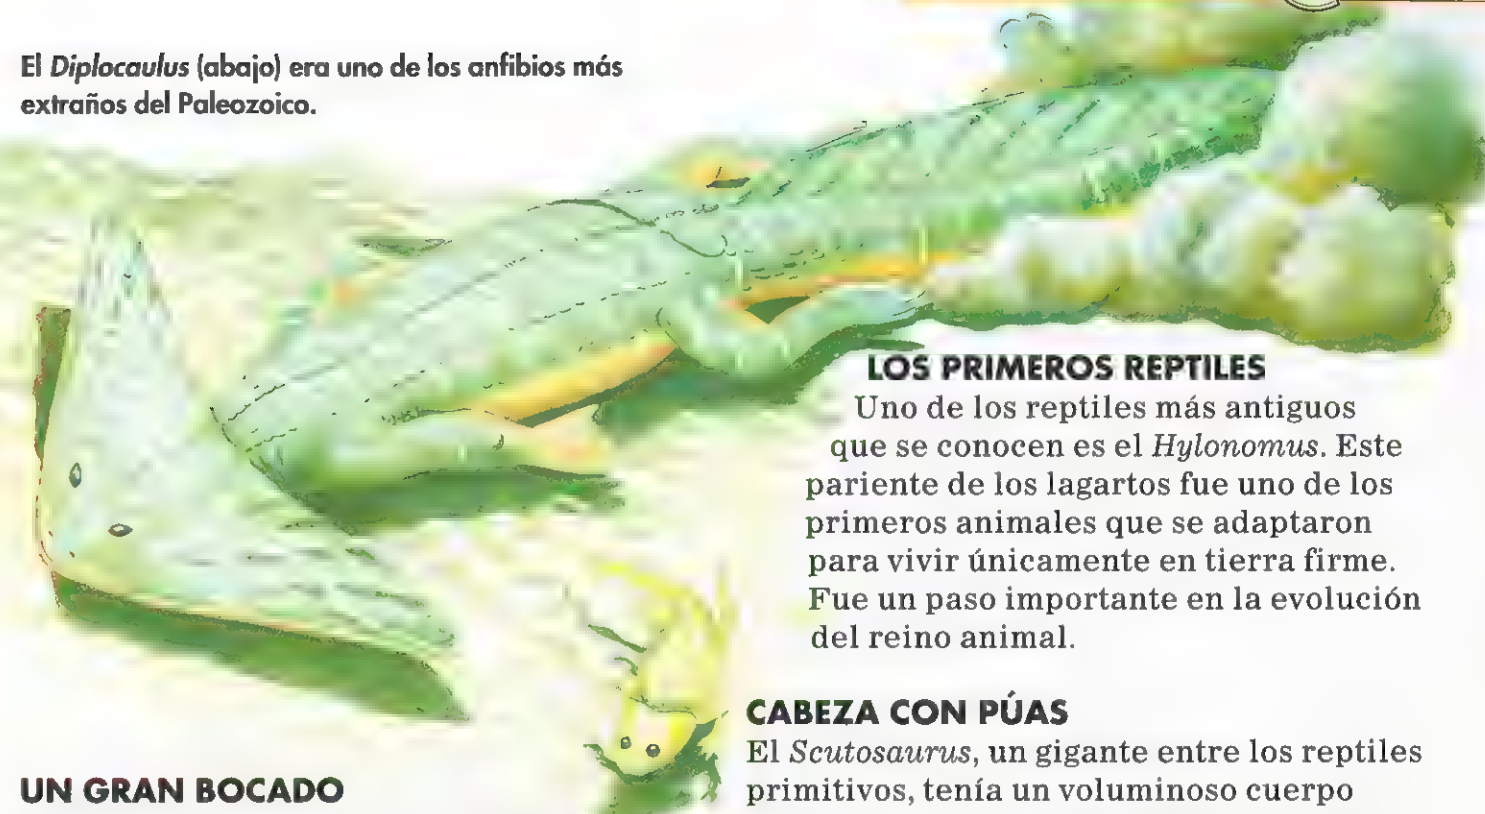 El Diplocaulus (abajo) era uno de los anfibios más
extraños del Paleozoico.
LOS PRIMEROS REPTILES
Uno de los reptiles más antiguos
que se conocen es el Hylonomus. Este
pariente de los lagartos fue uno de los
primeros animales que se adaptaron
para vivir únicamente en tierra firme.
Fue un paso importante en la evolución
del reino animal.
CABEZA CON PÚAS
El Scutosaurus, un gigante entre los reptiles
primitivos, tenía un voluminoso cuerpo
UN GRAN BOCADO